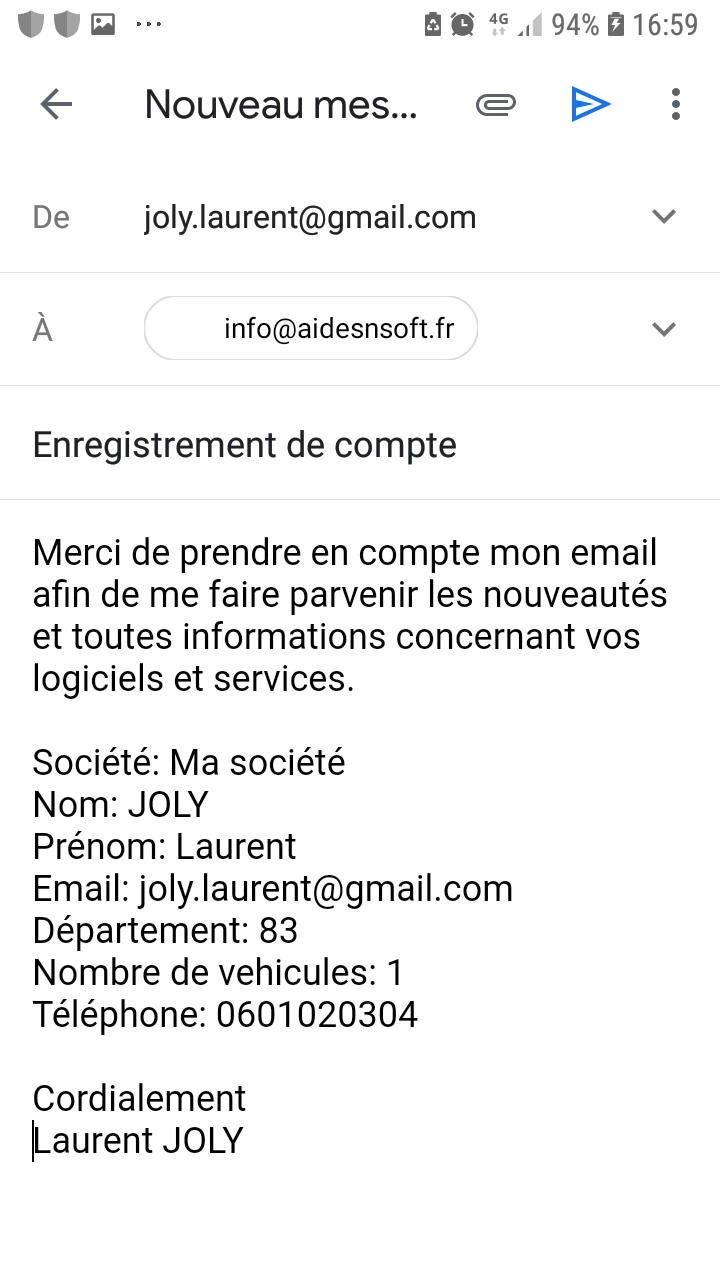 4G 94% 16:59
Nouveau mes...
De joly.laurent@gmail.com
À info@aidesnsoft.fr
Enregistrement de compte
Merci de prendre en compte mon email
afin de me faire parvenir les nouveautés
et toutes informations concernant vos
logiciels et services.
Société: Ma société
Nom: JOLY
Prénom: Laurent
Email: joly.laurent@gmail.com
Département: 83
Nombre de vehicules: 1
Téléphone: 0601020304
Cordialement
Laurent JOLY